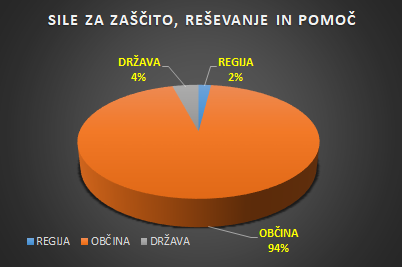 SILE ZA ZAŠČITO, REŠEVANJE IN POMOČ
DRŽAVA
4%
REGIJA
2%
OBČINA
94%
REGIJA OBČINA DRŽAVA